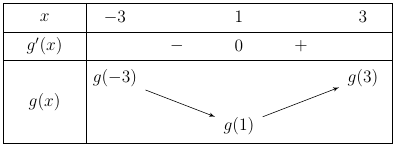 x −3 1 3
g′(x) − 0 +
g(−3) g(3)
g(x)
g(1)